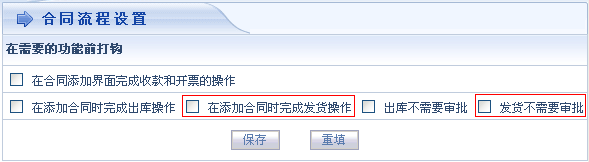 合同流程设置
在需要的功能前打钩
在合同添加界面完成收款和开票的操作
在添加合同时完成出库操作 在添加合同时完成发货操作 出库不需要审批 发货不需要审批
保存 重填